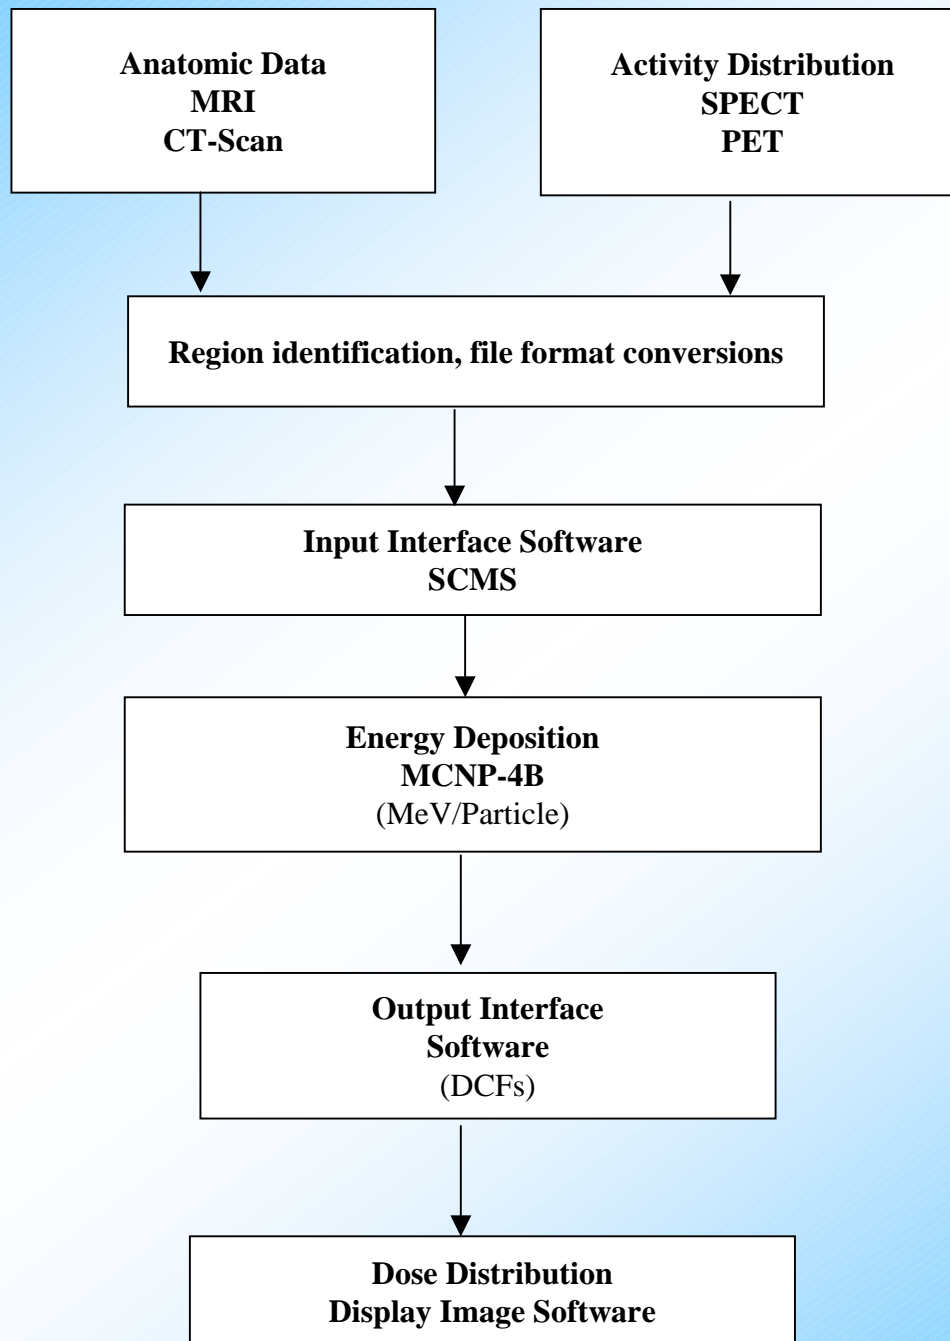 Anatomic Data
MRI
CT-Scan
Activity Distribution
SPECT
PET
Region identification, file format conversions
Input Interface Software
SCMS
Energy Deposition
MCNP-4B
(MeV/Particle)
Output Interface
Software
(DCFs)
Dose Distribution
Display Image Software